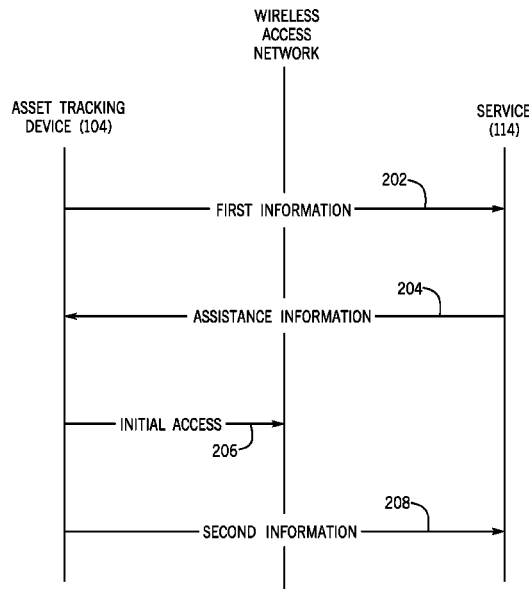 WIRELESS
ACCESS
NETWORK
ASSET TRACKING
DEVICE (104)
SERVICE
(114)
202
FIRST INFORMATION
204
ASSISTANCE INFORMATION
INITIAL ACCESS
206
208
SECOND INFORMATION